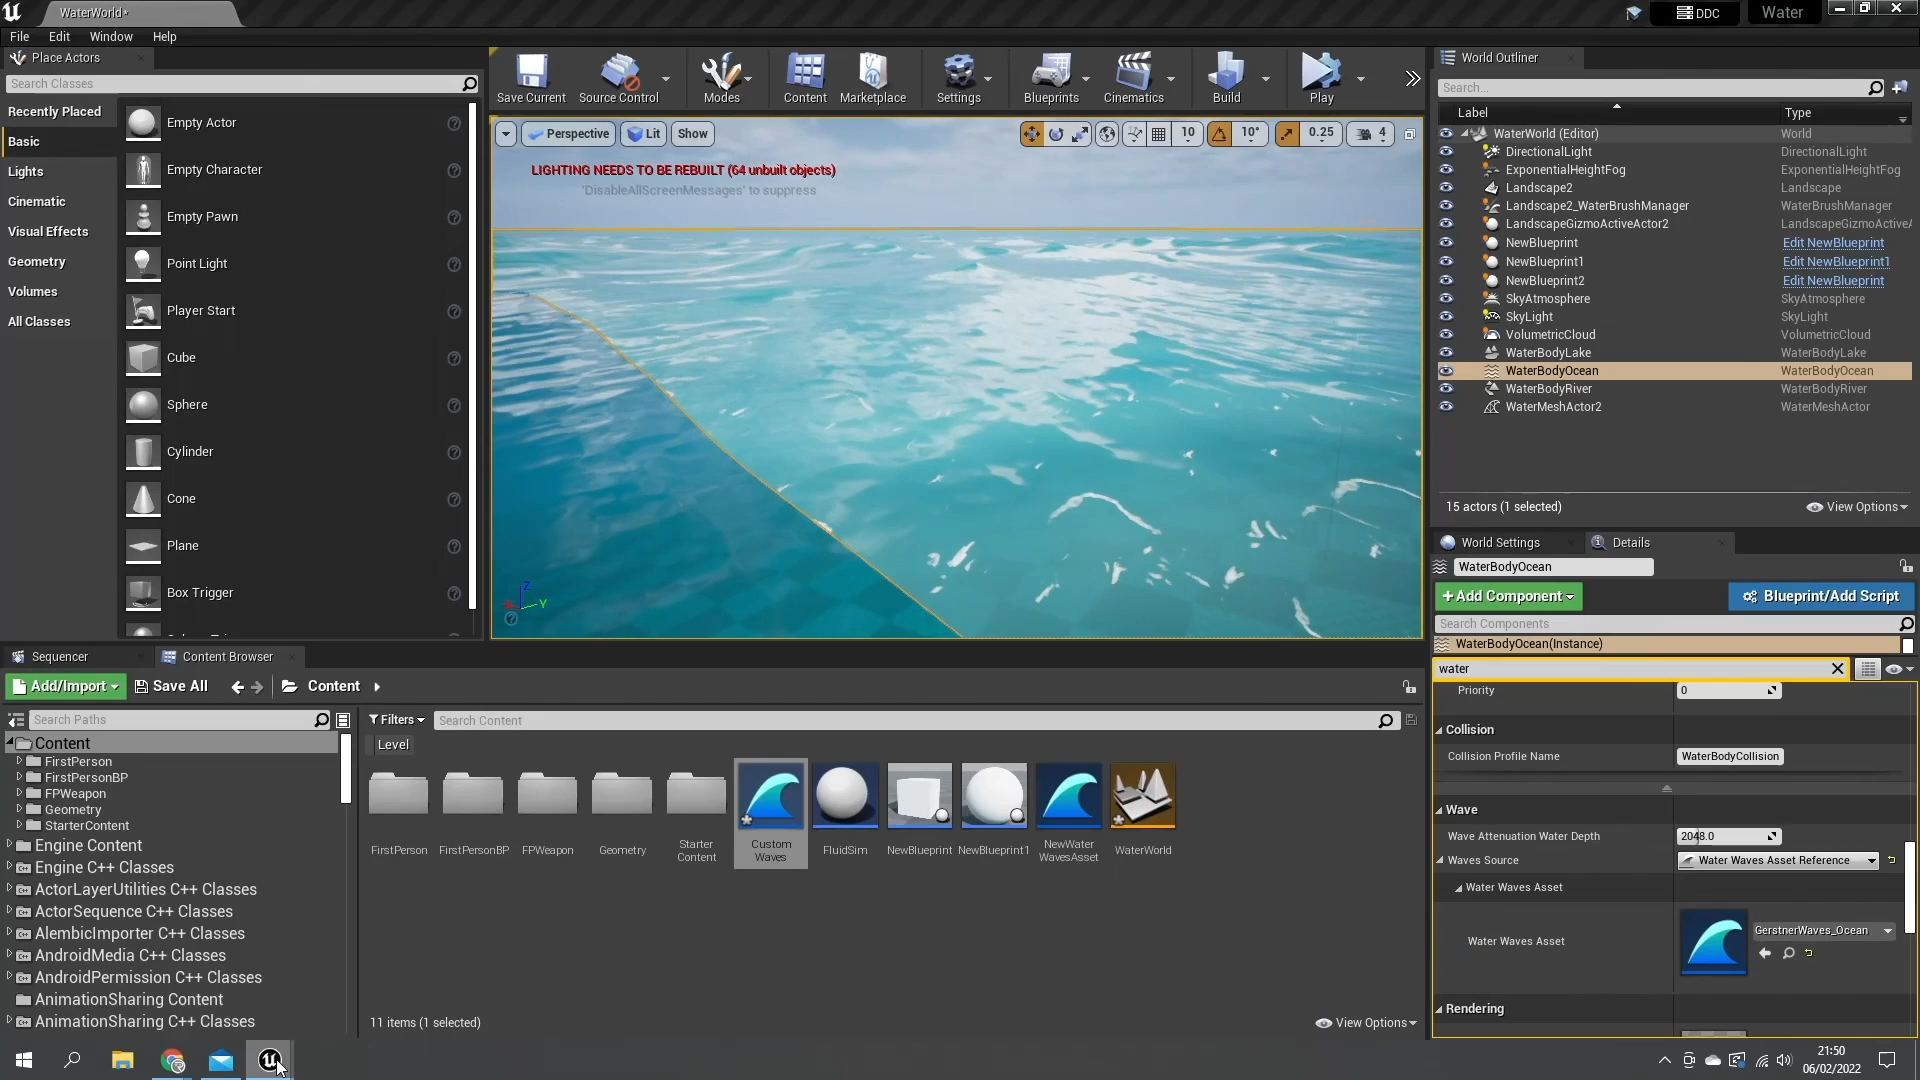 WaterWorld*
DDC
Water
File Edit Window Help
Place Actors
Search Classes
Recently Placed
Basic
Lights
Cinematic
Visual Effects
Geometry
Volumes
All Classes
Empty Actor
Empty Character
Empty Pawn
Point Light
Player Start
Cube
Sphere
Cylinder
Cone
Plane
Box Trigger
Save Current
Source Control
Modes
Content
Marketplace
Settings
Blueprints
Cinematics
Build
Play
Perspective
Lit
Show
10
10°
0.25
4
LIGHTING NEEDS TO BE REBUILT (64 unbuilt objects)
'DisableAllScreenMessages' to suppress
Z
Y
World Outliner
Search...
Label Type
WaterWorld (Editor) World
DirectionalLight DirectionalLight
ExponentialHeightFog ExponentialHeightFog
Landscape2 Landscape
Landscape2_WaterBrushManager WaterBrushManager
LandscapeGizmoActiveActor2 LandscapeGizmoActiveA
NewBlueprint Edit NewBlueprint
NewBlueprint1 Edit NewBlueprint1
NewBlueprint2 Edit NewBlueprint
SkyAtmosphere SkyAtmosphere
SkyLight SkyLight
VolumetricCloud VolumetricCloud
WaterBodyLake WaterBodyLake
WaterBodyOcean WaterBodyOcean
WaterBodyRiver WaterBodyRiver
WaterMeshActor2 WaterMeshActor
15 actors (1 selected) View Options
World Settings
Details
WaterBodyOcean
+Add Component
Blueprint/Add Script
Search Components
WaterBodyOcean(Instance)
water
Priority 0
Collision
Collision Profile Name WaterBodyCollision
Wave
Wave Attenuation Water Depth 2048.0
Waves Source Water Waves Asset Reference
Water Waves Asset
Water Waves Asset GerstnerWaves_Ocean
Rendering
Sequencer
Content Browser
Add/Import
Save All
Content
Search Paths
Filters
Search Content
Level
Content
FirstPerson
FirstPersonBP
FPWeapon
Geometry
StarterContent
Engine Content
Engine C++ Classes
ActorLayerUtilities C++ Classes
ActorSequence C++ Classes
AlembicImporter C++ Classes
AndroidMedia C++ Classes
AndroidPermission C++ Classes
AnimationSharing Content
AnimationSharing C++ Classes
FirstPerson
FirstPersonBP
FPWeapon
Geometry
Starter
Content
Custom
Waves
FluidSim
NewBlueprint
NewBlueprint1
NewWater
WavesAsset
WaterWorld
11 items (1 selected)
View Options
21:50
06/02/2022